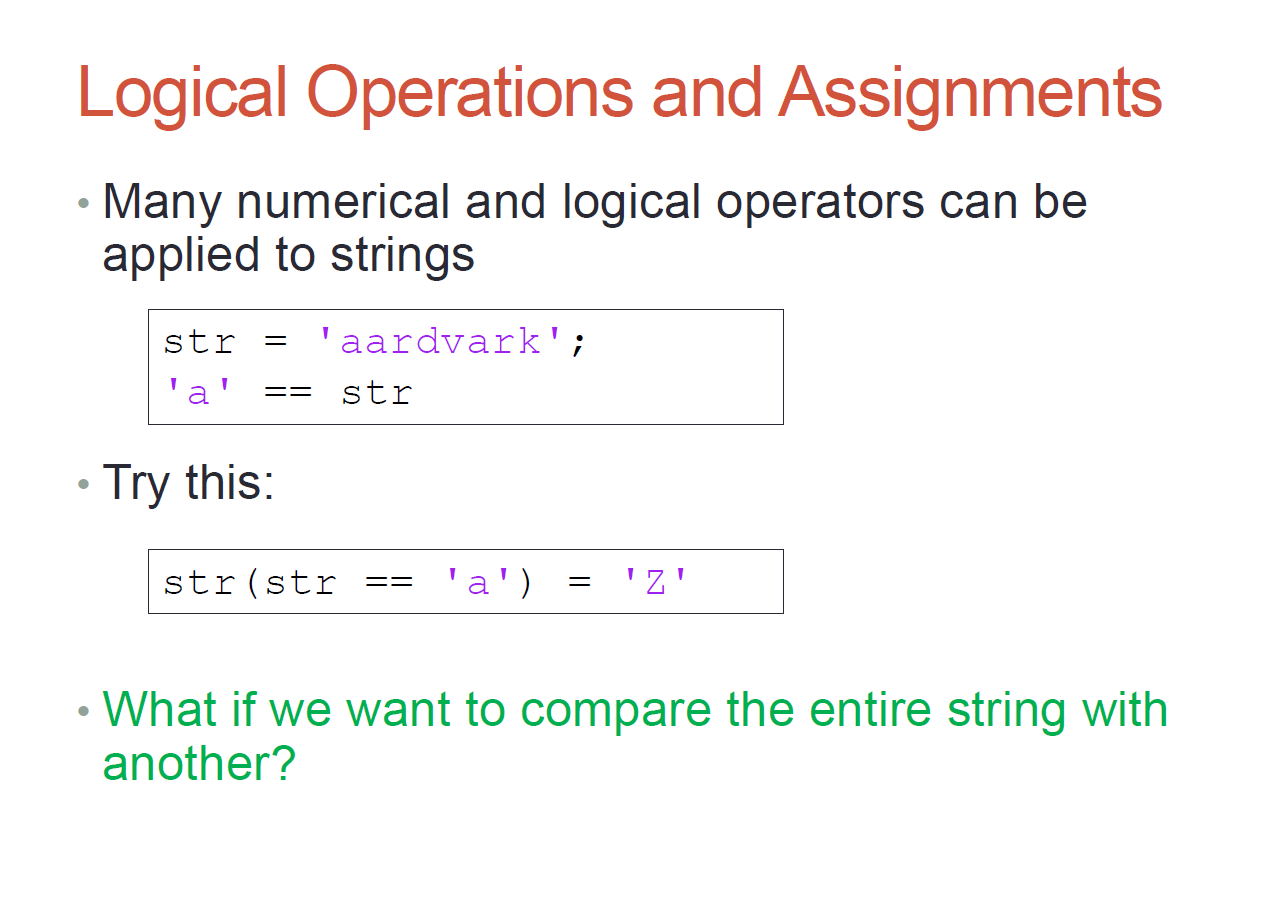 Logical Operations and Assignments
• Many numerical and logical operators can be
applied to strings
str = 'aardvark';
'a' == str
• Try this:
str(str == 'a') = 'Z'
• What if we want to compare the entire string with
another?